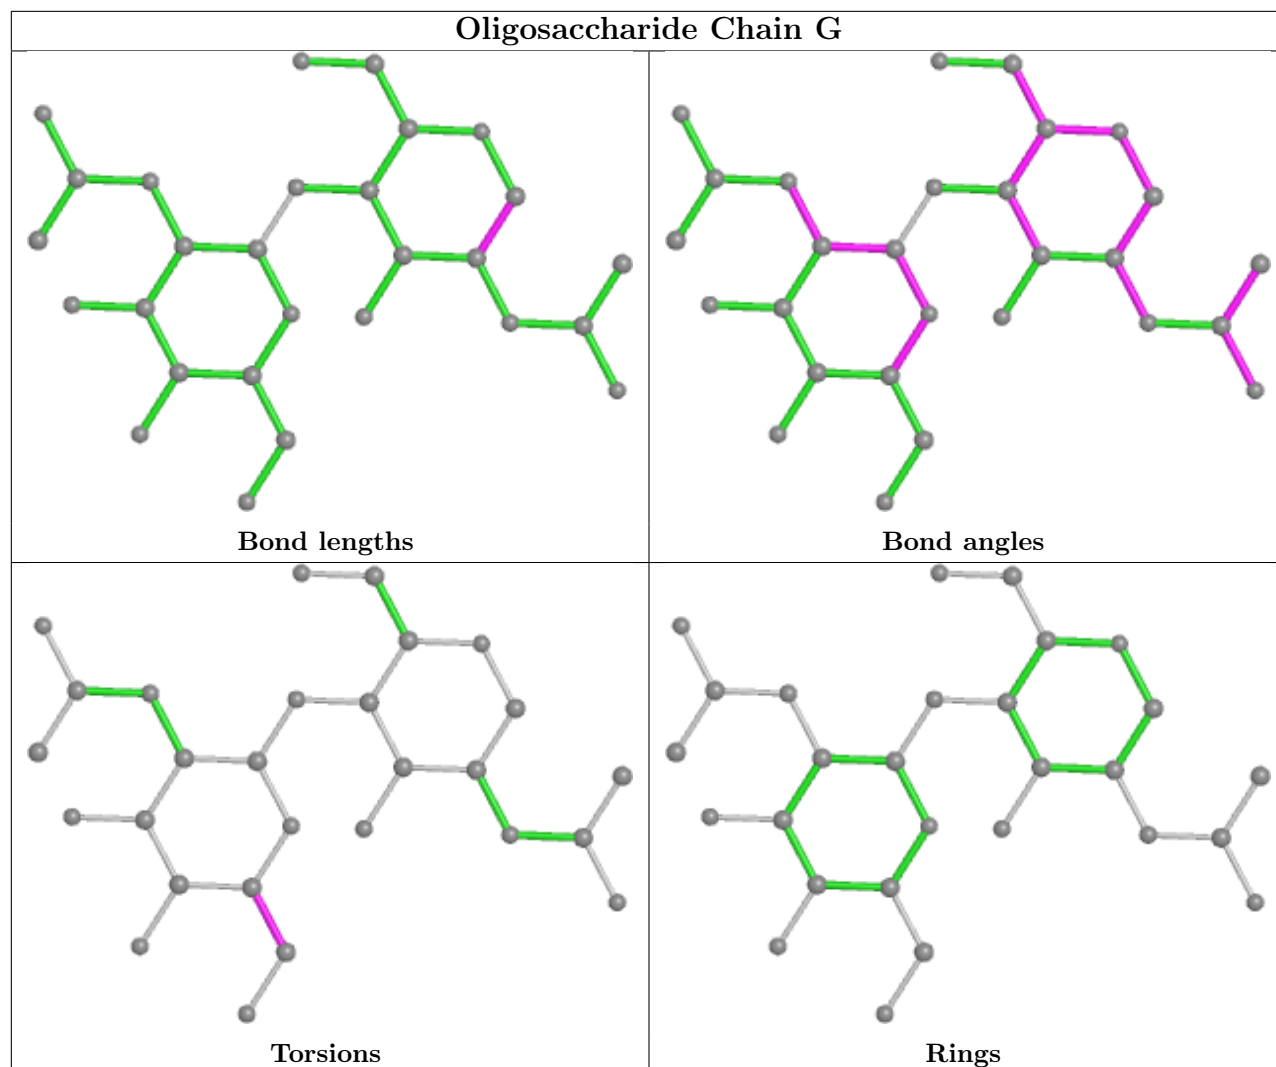 Oligosaccharide Chain G
Bond lengths
Bond angles
Torsions
Rings